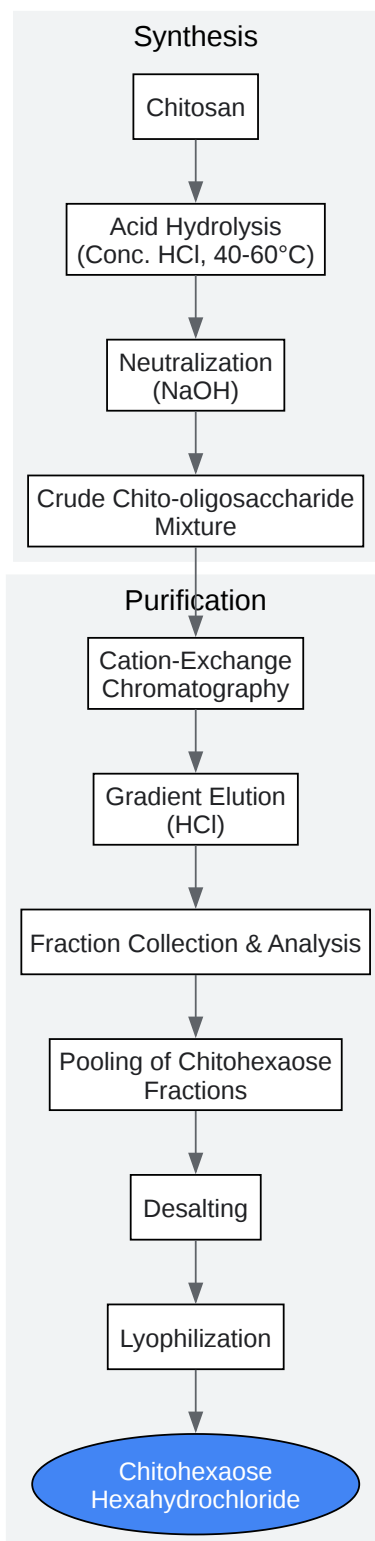 Synthesis
Chitosan
Acid Hydrolysis
(Conc. HCl, 40-60°C)
Neutralization
(NaOH)
Crude Chito-oligosaccharide
Mixture
Purification
Cation-Exchange
Chromatography
Gradient Elution
(HCl)
Fraction Collection & Analysis
Pooling of Chitohexaose
Fractions
Desalting
Lyophilization
Chitohexaose
Hexahydrochloride